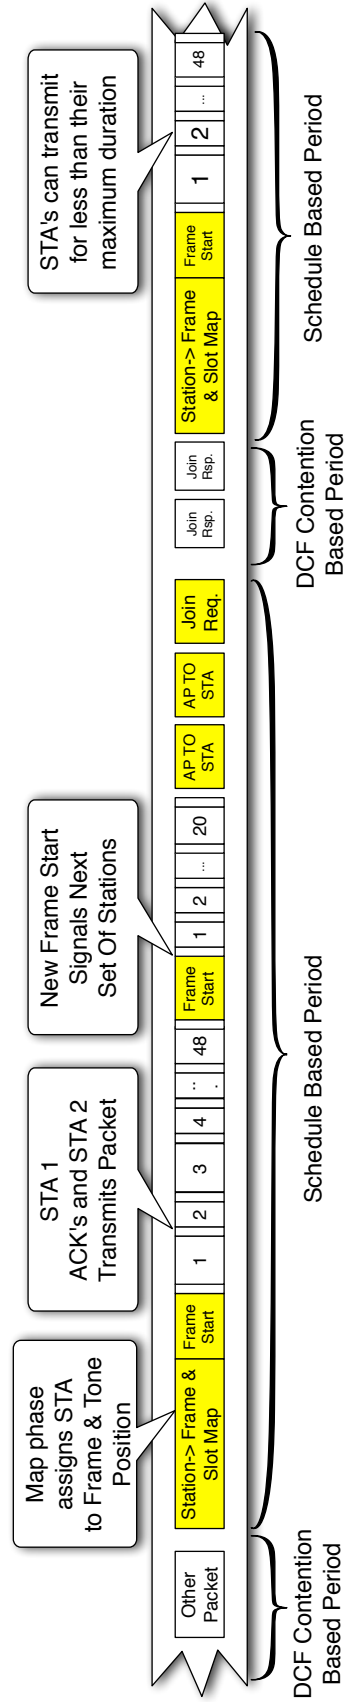 Map phase
assigns STA
to Frame & Tone
Position
STA 1
ACK's and STA 2
Transmits Packet
New Frame Start
Signals Next
Set Of Stations
STA's can transmit
for less than their
maximum duration
Other
Packet
Station-> Frame &
Slot Map
Frame
Start
1
2
3
4
..
.
48
Frame
Start
1
2
...
20
AP TO
STA
AP TO
STA
Join
Req.
Join
Rsp.
Join
Rsp.
Station-> Frame
& Slot Map
Frame
Start
1
2
...
48
DCF Contention
Based Period
Schedule Based Period
DCF Contention
Based Period
Schedule Based Period